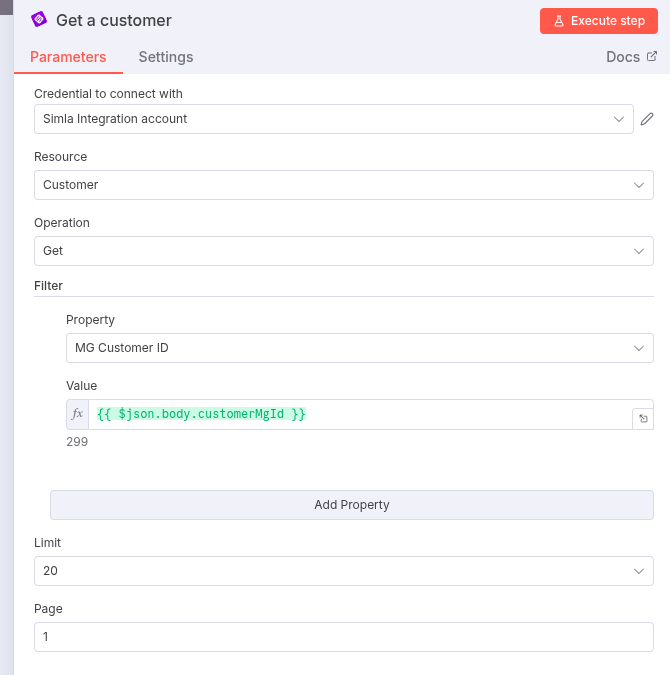 Get a customer
Execute step
Parameters
Settings
Docs
Credential to connect with
Simla Integration account
Resource
Customer
Operation
Get
Filter
Property
MG Customer ID
Value
fx
{{ $json.body.customerMgId }}
299
Add Property
Limit
20
Page
1